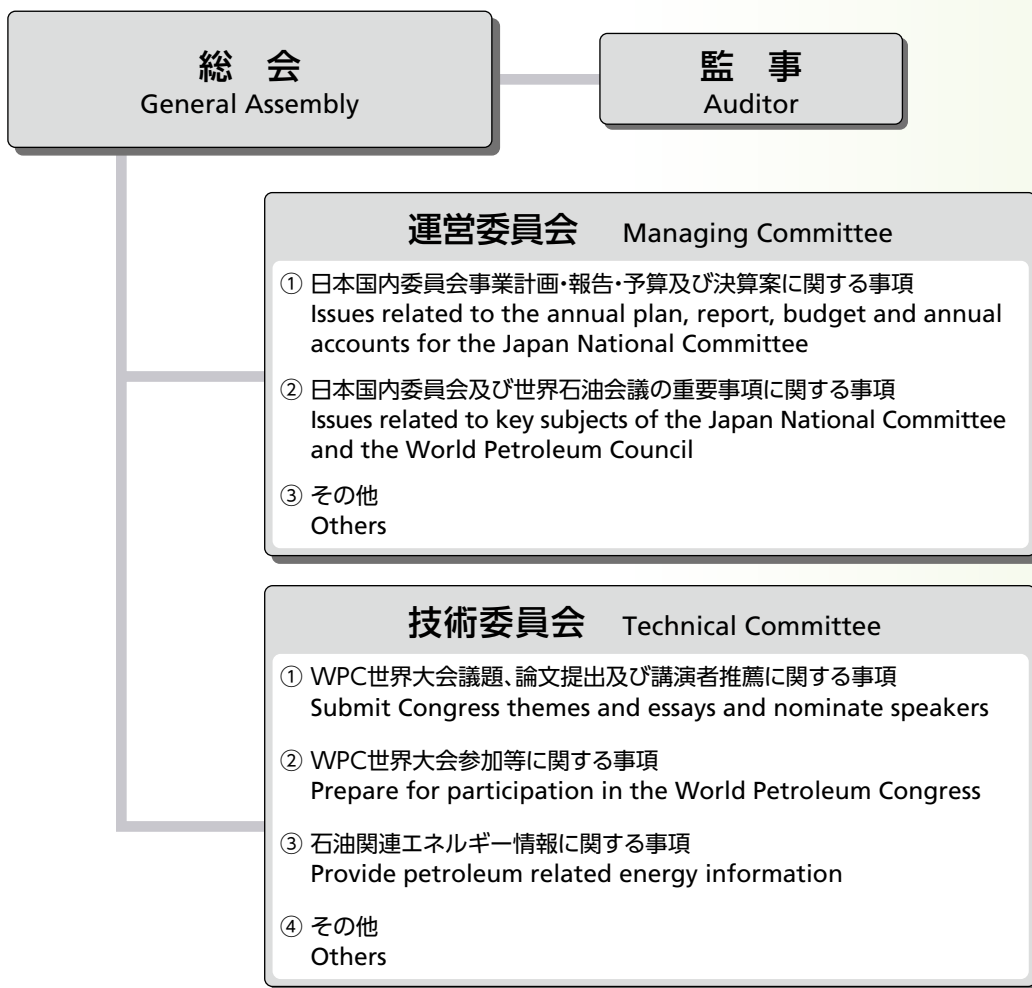 総 会
General Assembly
監 事
Auditor
運営委員会 Managing Committee
① 日本国内委員会事業計画・報告・予算及び決算案に関する事項
Issues related to the annual plan, report, budget and annual
accounts for the Japan National Committee
② 日本国内委員会及び世界石油会議の重要事項に関する事項
Issues related to key subjects of the Japan National Committee
and the World Petroleum Council
③ その他
Others
技術委員会 Technical Committee
① WPC世界大会議題、論文提出及び講演者推薦に関する事項
Submit Congress themes and essays and nominate speakers
② WPC世界大会参加等に関する事項
Prepare for participation in the World Petroleum Congress
③ 石油関連エネルギー情報に関する事項
Provide petroleum related energy information
④ その他
Others